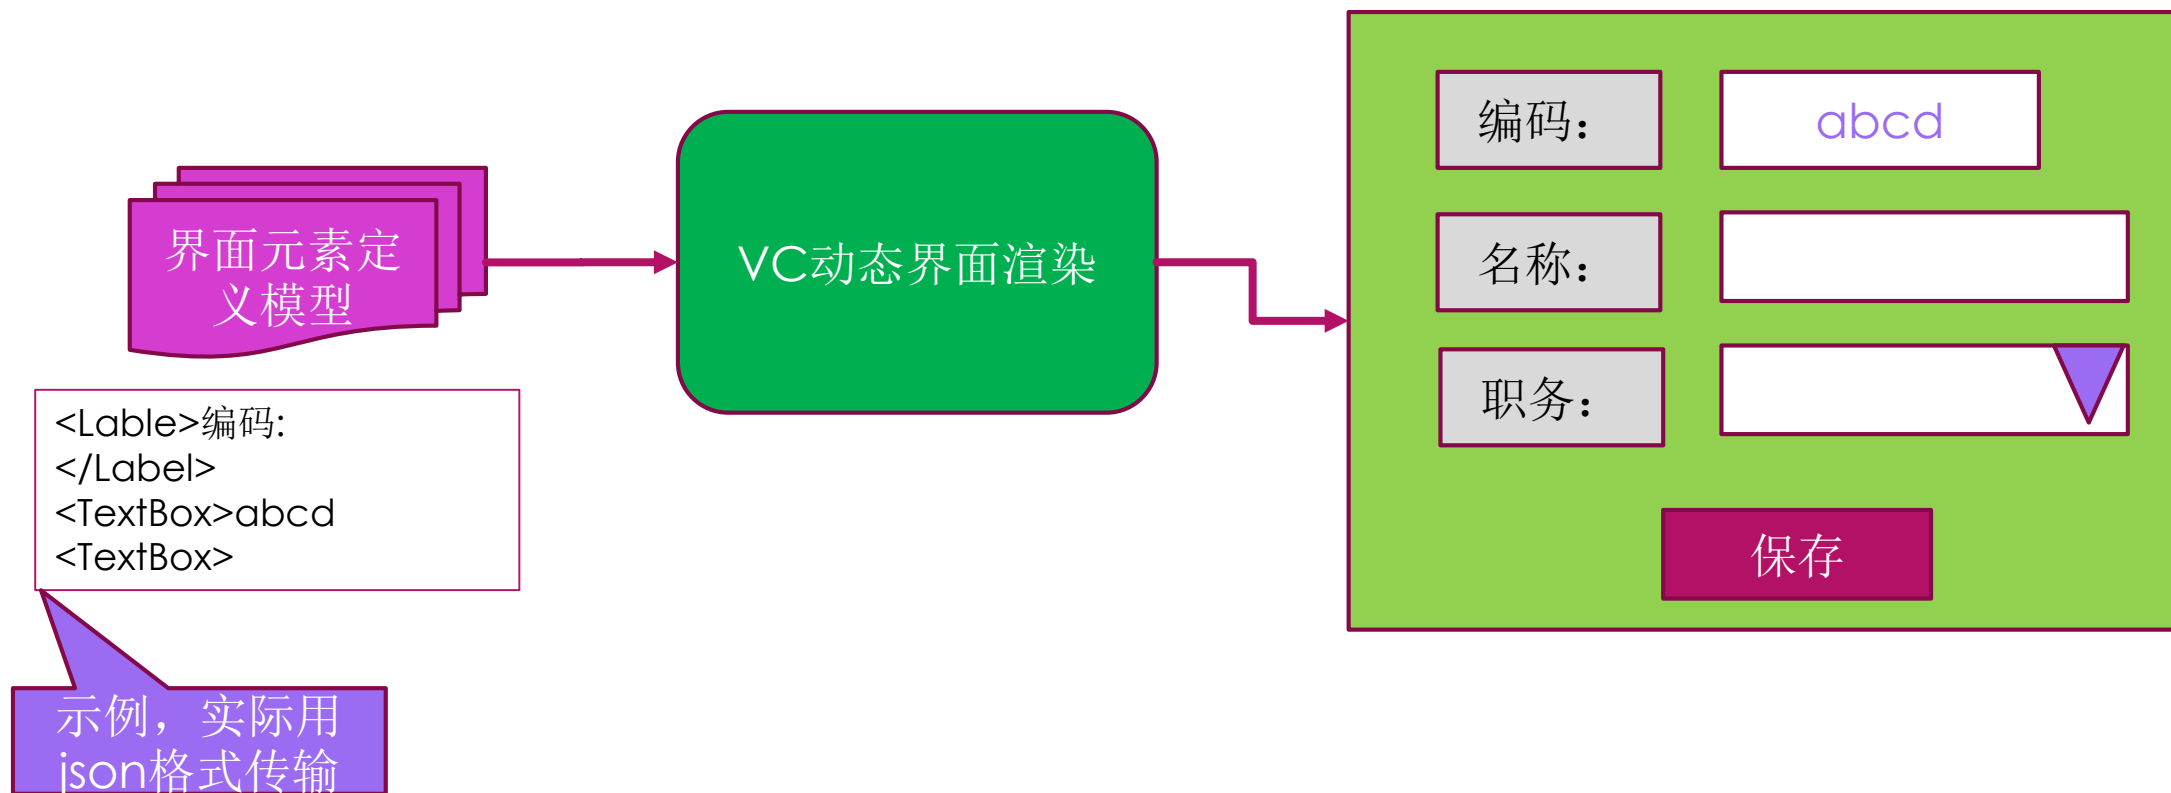 界面元素定
义模型
<Lable>编码:
</Label>
<TextBox>abcd
<TextBox>
示例，实际用
json格式传输
VC动态界面渲染
编码：
abcd
名称：
职务：
保存